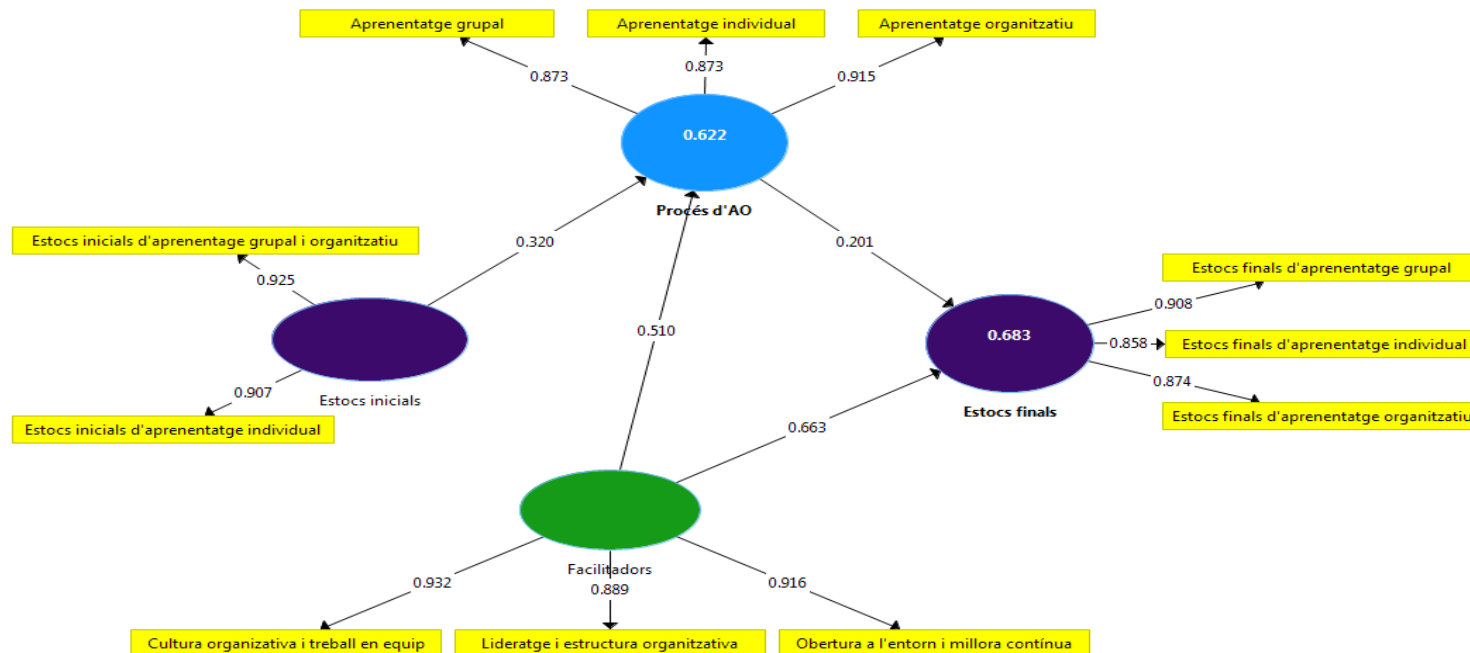 Aprenentatge grupal
Aprenentatge individual
Aprenentatge organitzatiu
0.873
0.873
0.915
0.622
Procés d'AO
Estocs inicials d'aprenentage grupal i organitzatiu
0.320
0.201
0.925
Estocs finals d'aprenentatge grupal
0.908
0.510
0.683
0.858
Estocs finals d'aprenentatge individual
0.907
0.874
Estocs inicials
Estocs finals
Estocs finals d'aprenentatge organitzatiu
Estocs inicials d'aprenentatge individual
0.663
Facilitadors
0.932
0.889
0.916
Cultura organizativa i treball en equip
Lideratge i estructura organitzativa
Obertura a l'entorn i millora contínua